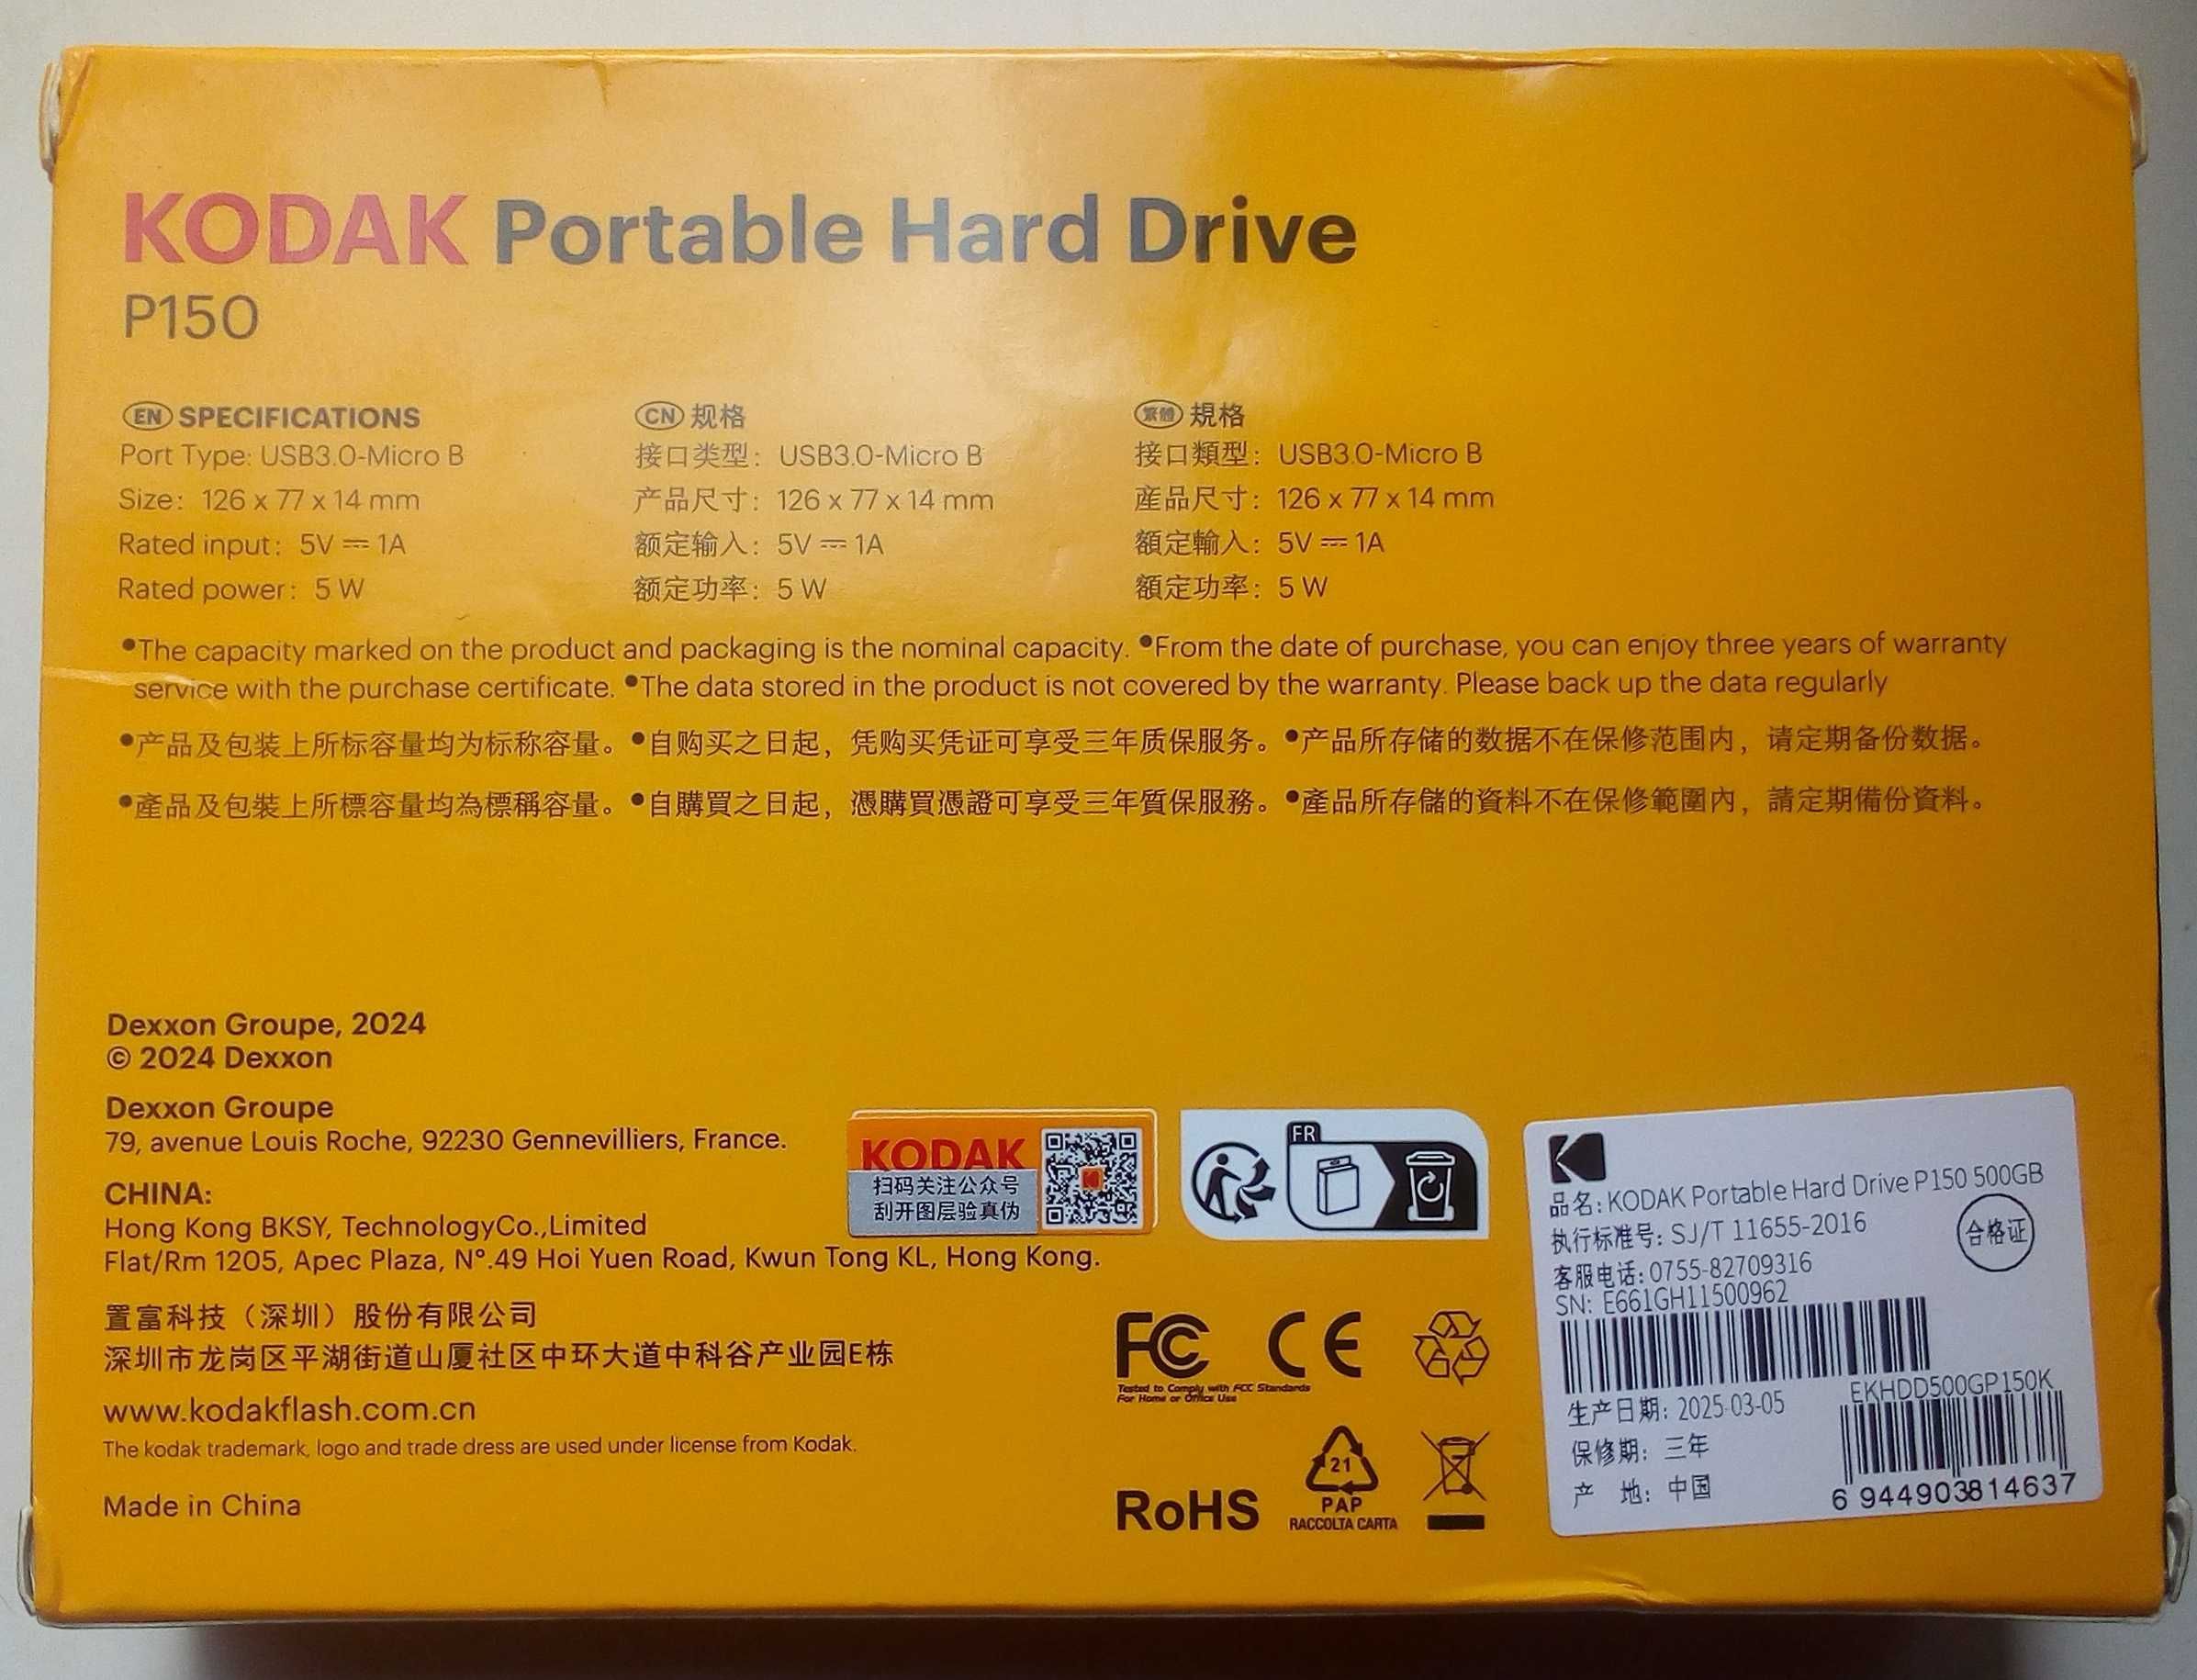 KODAK Portable Hard Drive
P150
EN SPECIFICATIONS
Port Type: USB3.0-Micro B
Size: 126 x 77 x 14 mm
Rated input: 5V ⎓ 1A
Rated power: 5 W
CN 规格
接口类型: USB3.0-Micro B
产品尺寸: 126 x 77 x 14 mm
额定输入: 5V ⎓ 1A
额定功率: 5 W
繁體 規格
接口類型: USB3.0-Micro B
産品尺寸: 126 x 77 x 14 mm
額定輸入: 5V ⎓ 1A
額定功率: 5 W
•The capacity marked on the product and packaging is the nominal capacity. •From the date of purchase, you can enjoy three years of warranty
service with the purchase certificate. •The data stored in the product is not covered by the warranty. Please back up the data regularly
•产品及包装上所标容量均为标称容量。•自购买之日起，凭购买凭证可享受三年质保服务。•产品所存储的数据不在保修范围内，请定期备份数据。
•產品及包裝上所標容量均為標稱容量。•自購買之日起，憑購買憑證可享受三年質保服務。•產品所存儲的資料不在保修範圍內，請定期備份資料。
Dexxon Groupe, 2024
© 2024 Dexxon
Dexxon Groupe
79, avenue Louis Roche, 92230 Gennevilliers, France.
CHINA:
Hong Kong BKSY, TechnologyCo.,Limited
Flat/Rm 1205, Apec Plaza, N°.49 Hoi Yuen Road, Kwun Tong KL, Hong Kong.
置富科技（深圳）股份有限公司
深圳市龙岗区平湖街道山厦社区中环大道中科谷产业园E栋
www.kodakflash.com.cn
The kodak trademark, logo and trade dress are used under license from Kodak.
Made in China
KODAK
扫码关注公众号
刮开图层验真伪
FR
FC CE
Tested to Comply with FCC Standards
For Home or Office Use
RoHS
21
PAP
RACCOLTA CARTA
品名: KODAK Portable Hard Drive P150 500GB
执行标准号: SJ/T 11655-2016
合格证
客服电话: 0755-82709316
SN: E661GH11500962
EKHDD500GP150K
生产日期: 2025-03-05
保修期: 三年
产 地: 中国
6 944903814637